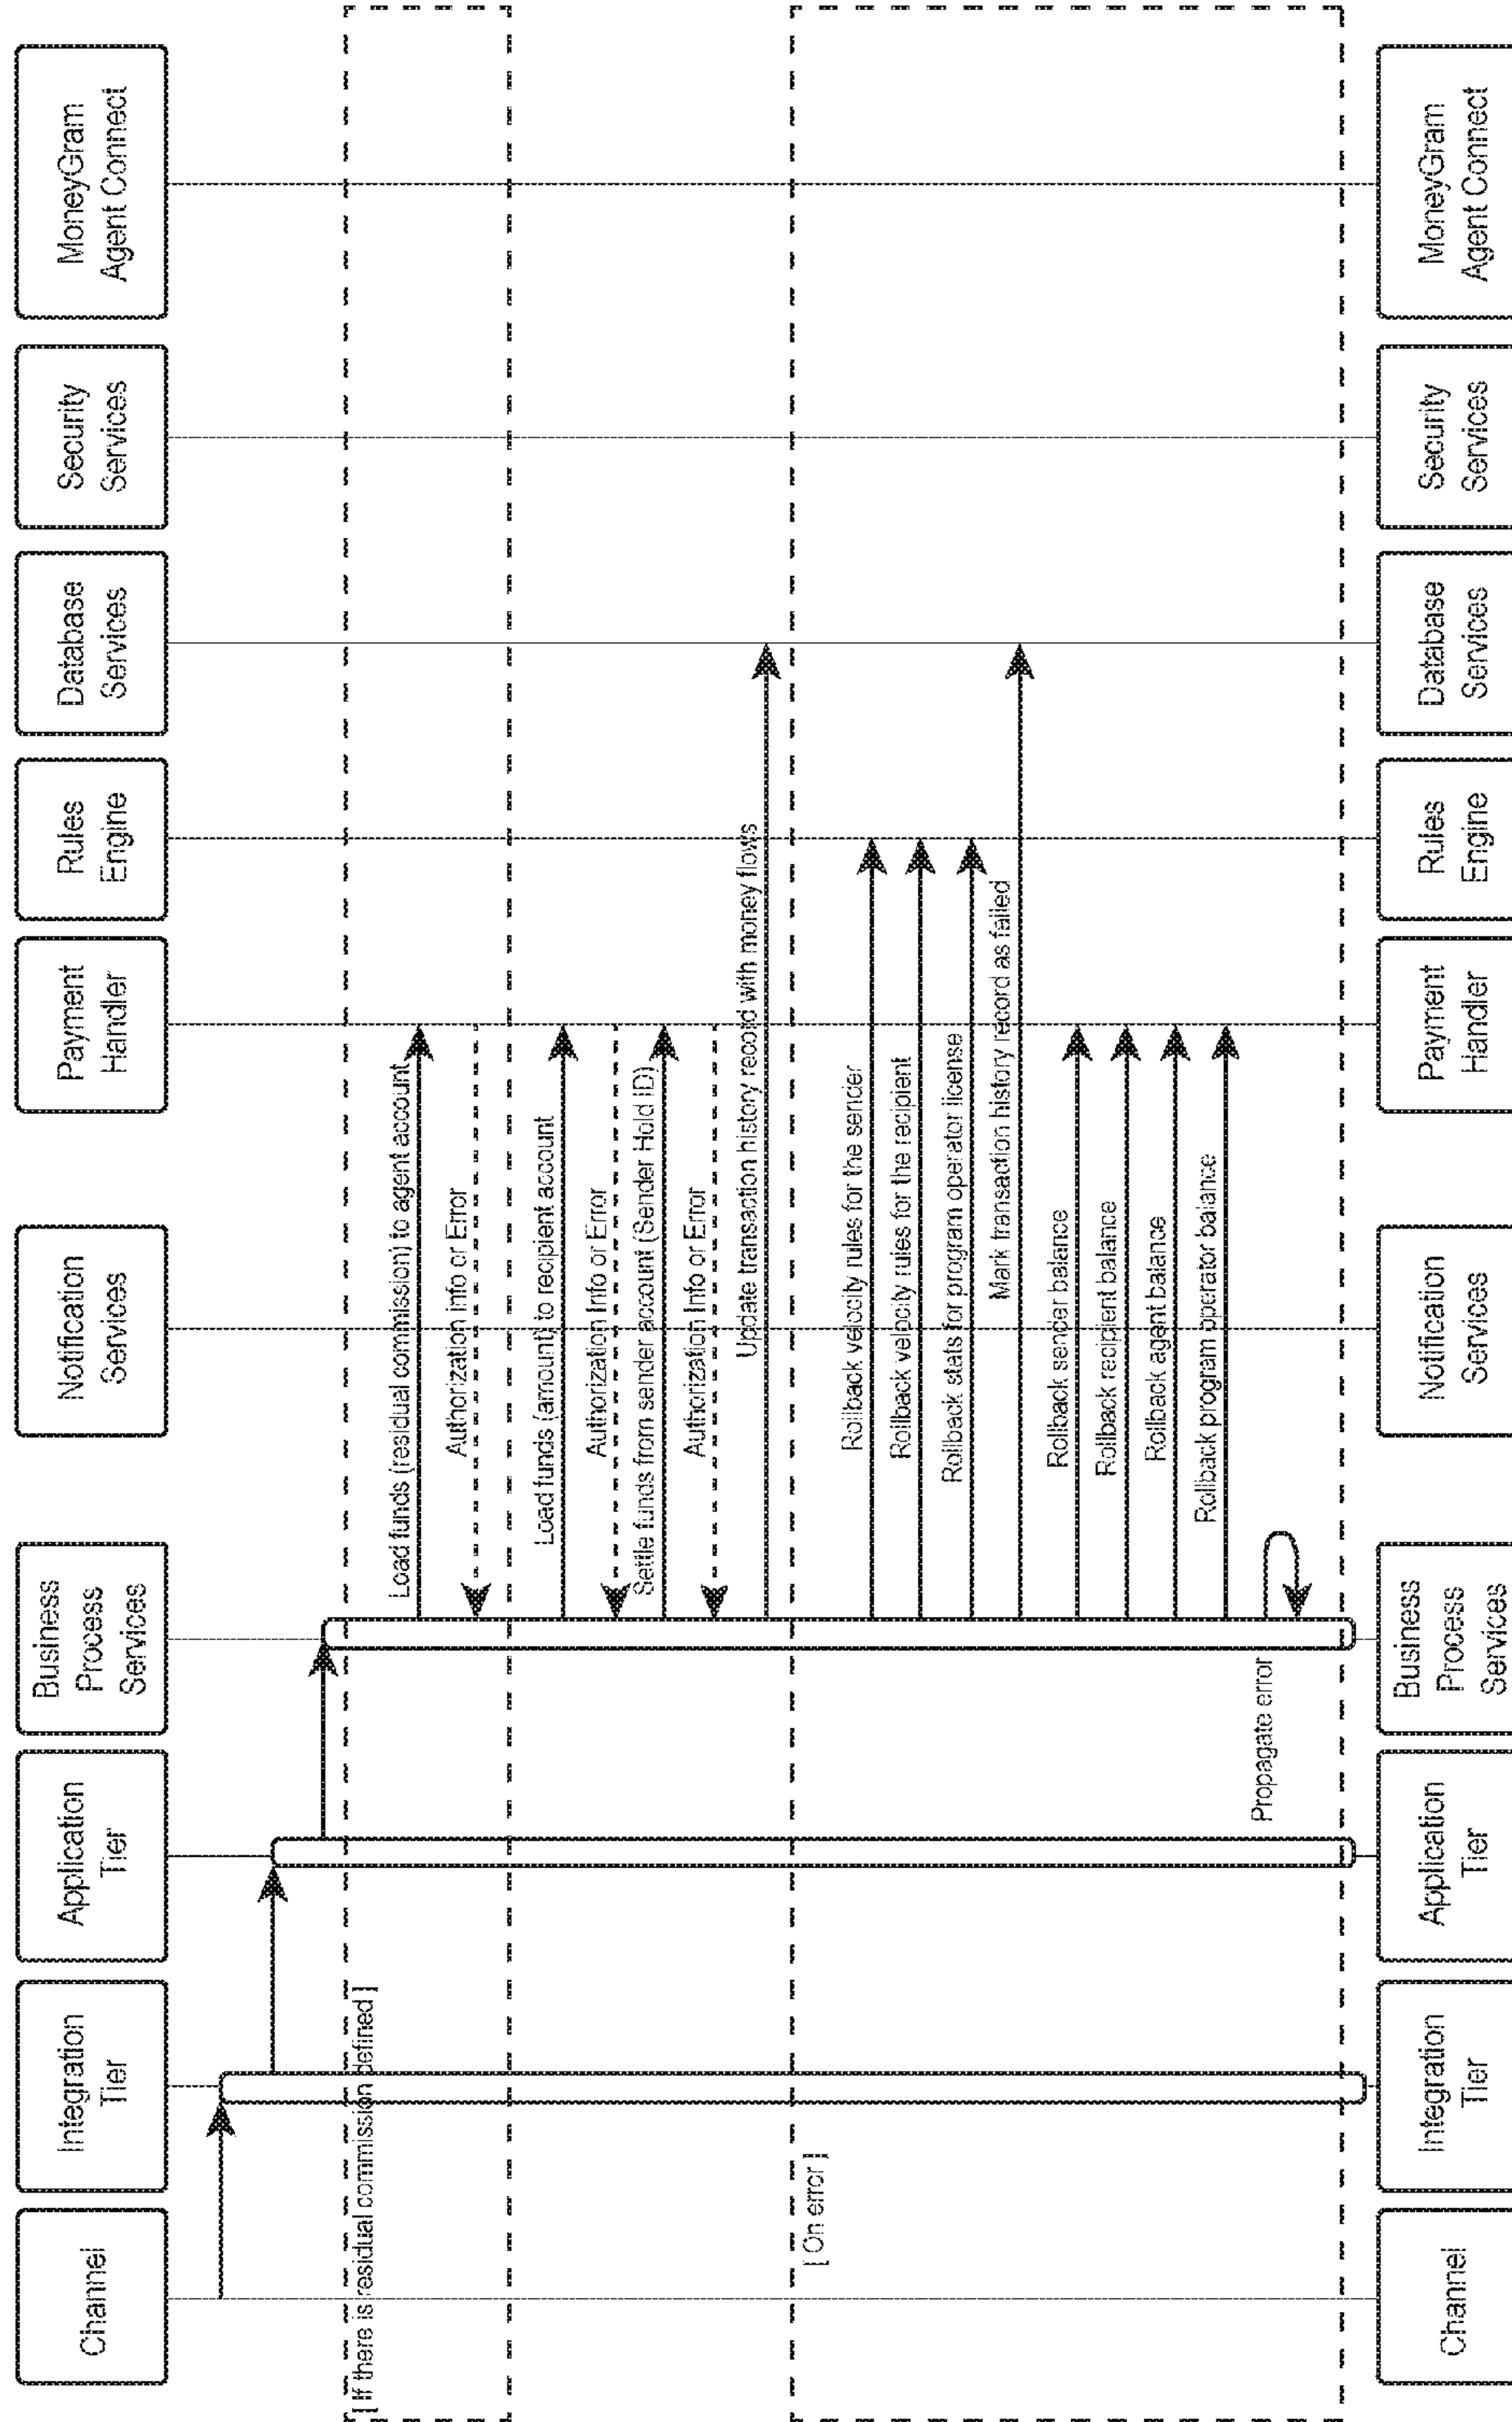 Channel
Integration
Tier
Application
Tier
Business
Process
Services
Notification
Services
Payment
Handler
Rules
Engine
Database
Services
Security
Services
MoneyGram
Agent Connect
[ If there is residual commission defined ]
Load funds (residual commission) to agent account
Authorization Info or Error
Load funds (amount) to recipient account
Authorization Info or Error
Settle funds from sender account (Sender Hold ID)
Authorization Info or Error
Update transaction history record with money flows
[ On error ]
Rollback velocity rules for the sender
Rollback velocity rules for the recipient
Rollback stats for program operator license
Mark transaction history record as failed
Rollback sender balance
Rollback recipient balance
Rollback agent balance
Rollback program operator balance
Propagate error
Channel
Integration
Tier
Application
Tier
Business
Process
Services
Notification
Services
Payment
Handler
Rules
Engine
Database
Services
Security
Services
MoneyGram
Agent Connect